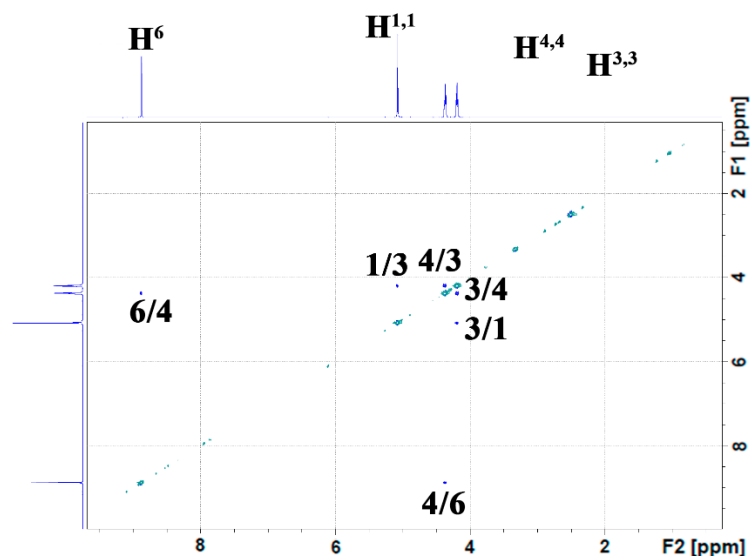 H⁶
H¹,¹
H⁴,⁴
H³,³
F1 [ppm]
2
4
6
8
1/3
4/3
3/4
6/4
3/1
4/6
8
6
4
2
F2 [ppm]